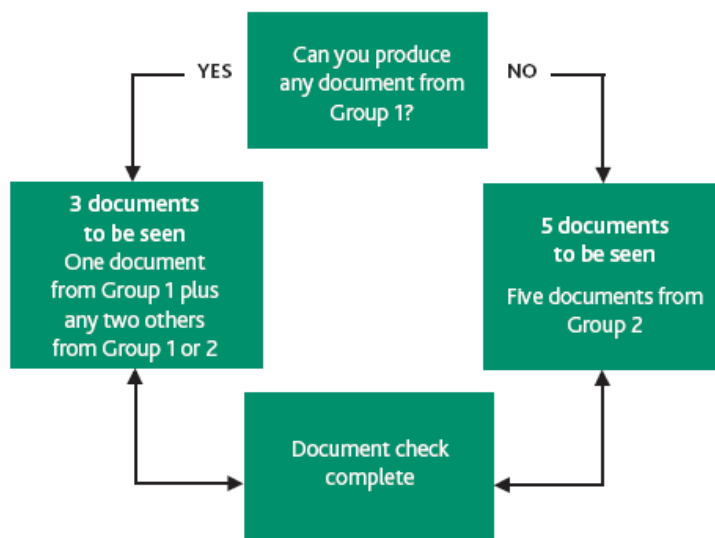 Can you produce
any document from
Group 1?
YES
NO
3 documents
to be seen
One document
from Group 1 plus
any two others
from Group 1 or 2
5 documents
to be seen
Five documents from
Group 2
Document check
complete